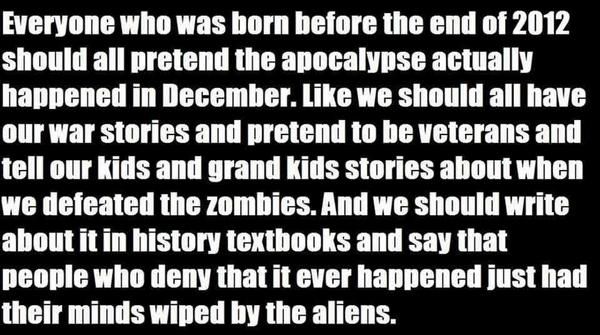 Everyone who was born before the end of 2012
should all pretend the apocalypse actually
happened in December. Like we should all have
our war stories and pretend to be veterans and
tell our kids and grand kids stories about when
we defeated the zombies. And we should write
about it in history textbooks and say that
people who deny that it ever happened just had
their minds wiped by the aliens.